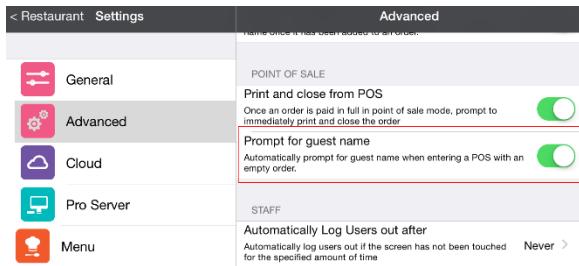 < Restaurant Settings
Advanced
name once it has been added to an order.
General
Advanced
Cloud
Pro Server
Menu
POINT OF SALE
Print and close from POS
Once an order is paid in full in point of sale mode, prompt to
immediately print and close the order
Prompt for guest name
Automatically prompt for guest name when entering a POS with an
empty order.
STAFF
Automatically Log Users out after
Automatically log users out if the screen has not been touched
for the specified amount of time
Never >